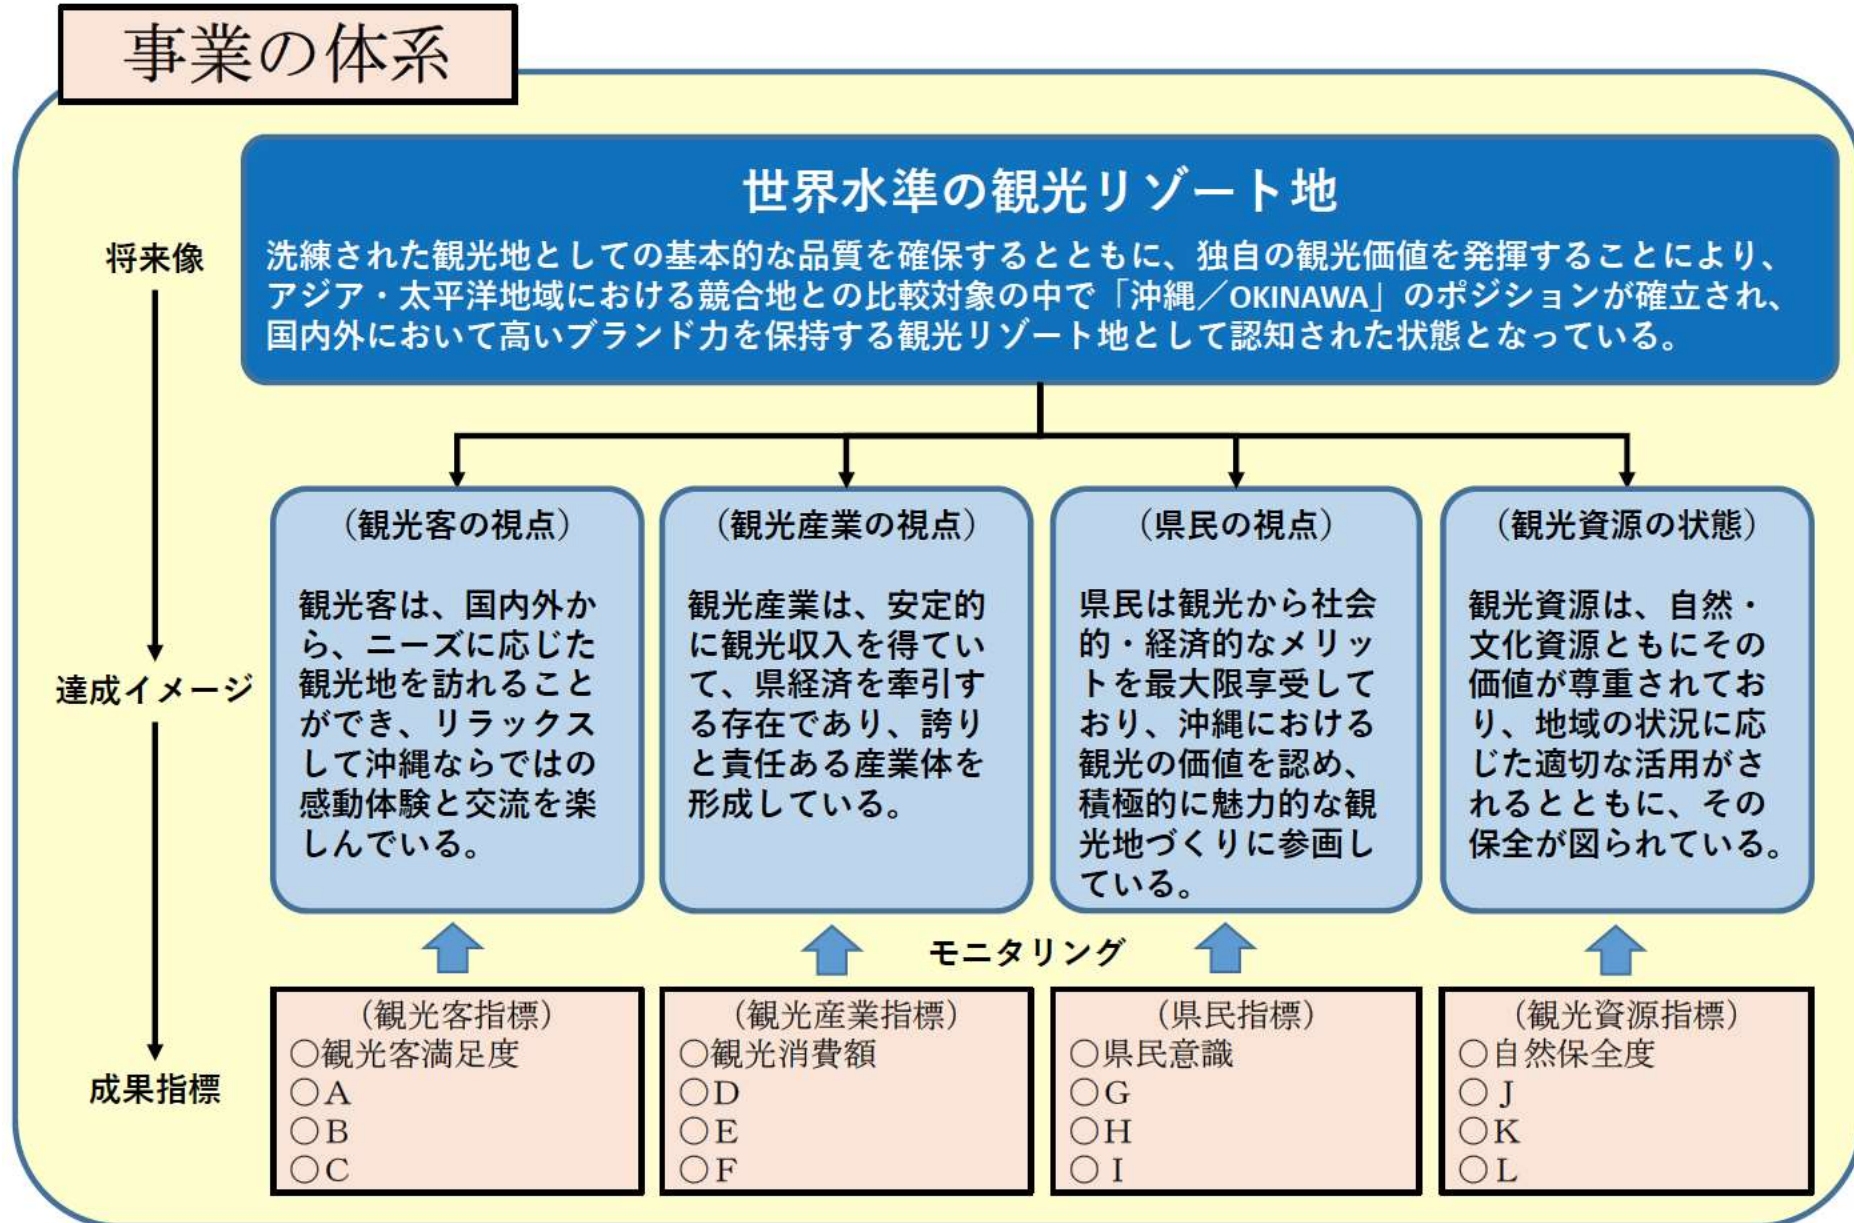 事業の体系
世界水準の観光リゾート地
将来像
洗練された観光地としての基本的な品質を確保するとともに、独自の観光価値を発揮することにより、
アジア・太平洋地域における競合地との比較対象の中で「沖縄／OKINAWA」のポジションが確立され、
国内外において高いブランド力を保持する観光リゾート地として認知された状態となっている。
達成イメージ
（観光客の視点）
観光客は、国内外か
ら、ニーズに応じた
観光地を訪れること
ができ、リラックス
して沖縄ならではの
感動体験と交流を楽
しんでいる。
（観光産業の視点）
観光産業は、安定的
に観光収入を得てい
て、県経済を牽引す
る存在であり、誇り
と責任ある産業体を
形成している。
（県民の視点）
県民は観光から社会
的・経済的なメリッ
トを最大限享受して
おり、沖縄における
観光の価値を認め、
積極的に魅力的な観
光地づくりに参画し
ている。
（観光資源の状態）
観光資源は、自然・
文化資源ともにその
価値が尊重されてお
り、地域の状況に応
じた適切な活用がさ
れるとともに、その
保全が図られている。
モニタリング
成果指標
（観光客指標）
○観光客満足度
○A
○B
○C
（観光産業指標）
○観光消費額
○D
○E
○F
（県民指標）
○県民意識
○G
○H
○I
（観光資源指標）
○自然保全度
○J
○K
○L